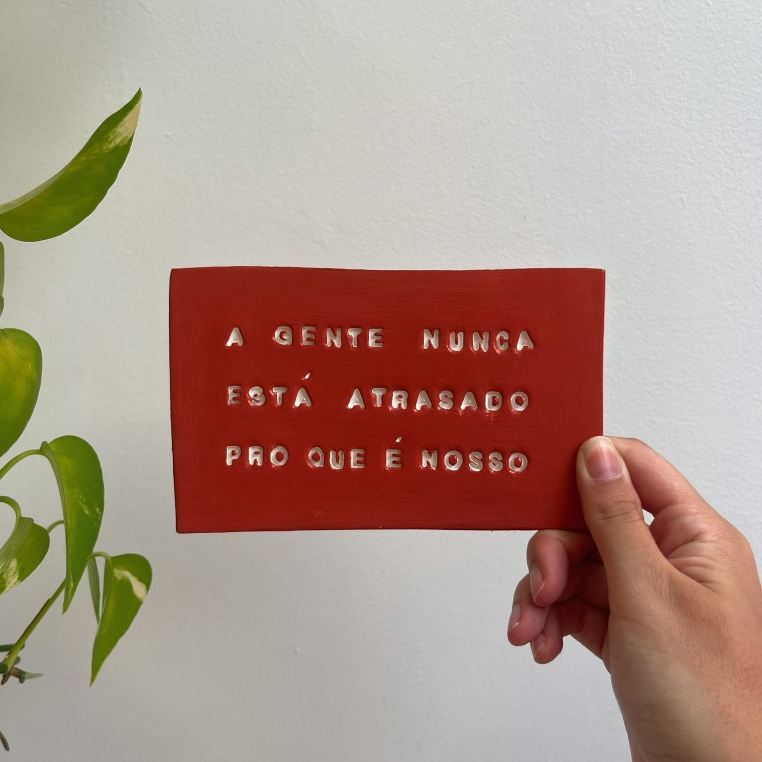 A GENTE NUNCA
ESTÁ ATRASADO
PRO QUE É NOSSO